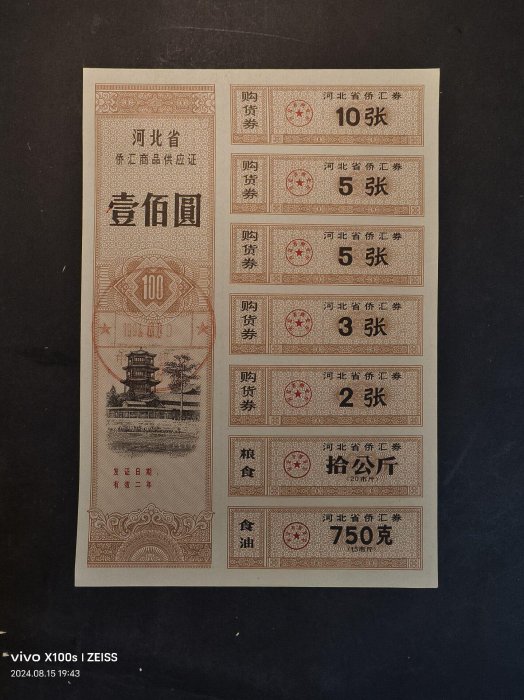 河北省
侨汇商品供应证
壹佰圆
100
发证日期:
有效二年
购货券
河北省侨汇券
10张
购货券
河北省侨汇券
5张
购货券
河北省侨汇券
5张
购货券
河北省侨汇券
3张
购货券
河北省侨汇券
2张
粮食
河北省侨汇券
拾公斤
(20市斤)
食油
河北省侨汇券
750克
(1.5市斤)
vivo X100s | ZEISS
2024.08.15 19:43